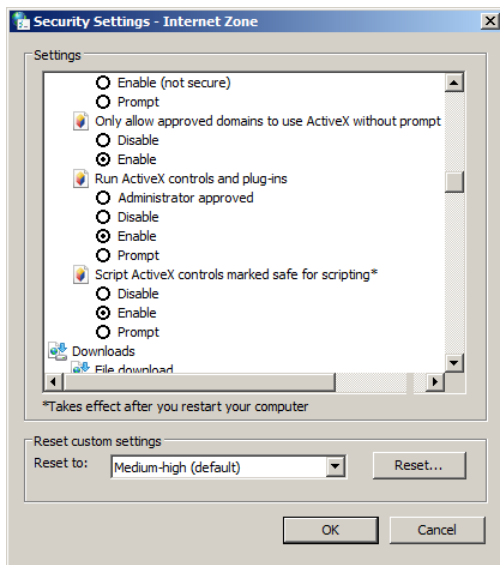 Security Settings - Internet Zone
Settings
Enable (not secure)
Prompt
Only allow approved domains to use ActiveX without prompt
Disable
Enable
Run ActiveX controls and plug-ins
Administrator approved
Disable
Enable
Prompt
Script ActiveX controls marked safe for scripting*
Disable
Enable
Prompt
Downloads
File download
*Takes effect after you restart your computer
Reset custom settings
Reset to: Medium-high (default) Reset...
OK Cancel